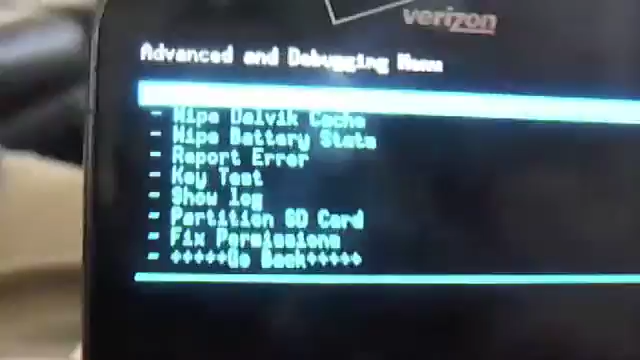 verizon
Advanced and Debugging Menu
- Wipe Dalvik Cache
- Wipe Battery Stats
- Report Error
- Key Test
- Show log
- Partition SD Card
- Fix Permissions
- +++++Go Back+++++